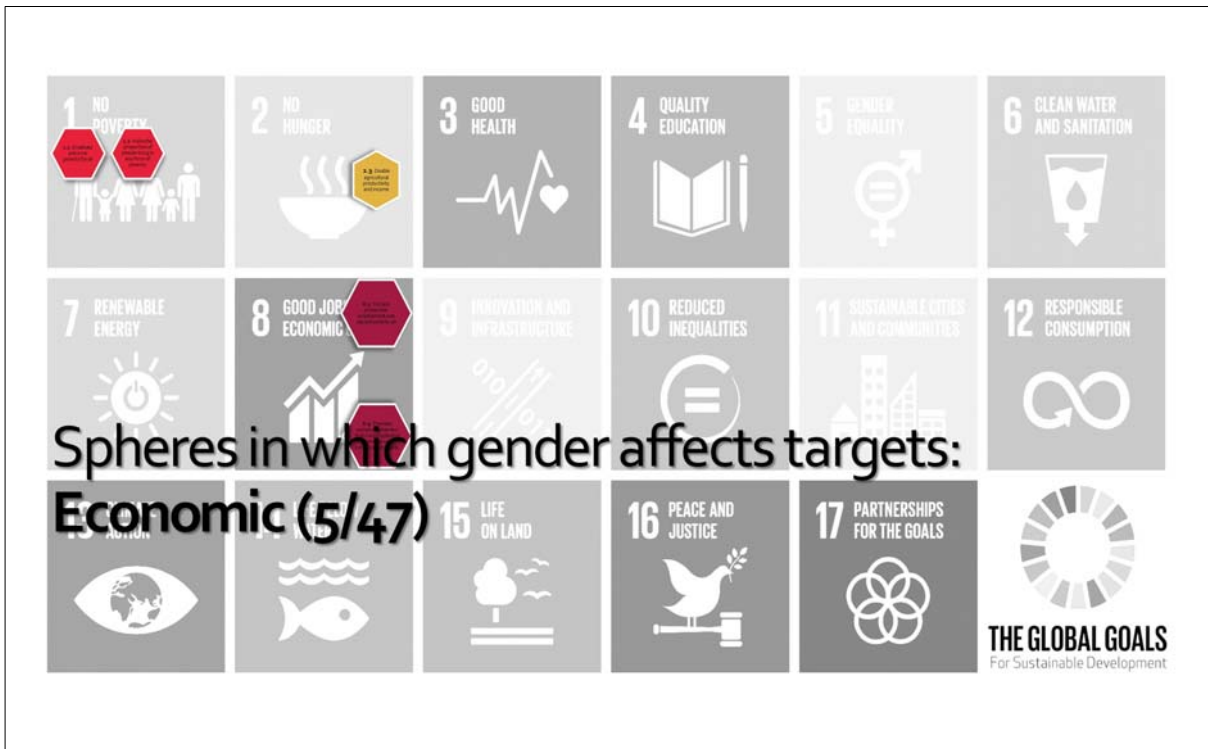 1 NO
POVERTY
2 NO
HUNGER
3 GOOD
HEALTH
4 QUALITY
EDUCATION
5 GENDER
EQUALITY
6 CLEAN WATER
AND SANITATION
2.3 Double
agricultural
productivity
and income
7 RENEWABLE
ENERGY
8 GOOD JOB
ECONOMIC
9 INNOVATION AND
INFRASTRUCTURE
10 REDUCED
INEQUALITIES
11 SUSTAINABLE CITIES
AND COMMUNITIES
12 RESPONSIBLE
CONSUMPTION
Spheres in which gender affects targets:
Economic (5/47)
13
ACTION
15 LIFE
ON LAND
16 PEACE AND
JUSTICE
17 PARTNERSHIPS
FOR THE GOALS
THE GLOBAL GOALS
For Sustainable Development